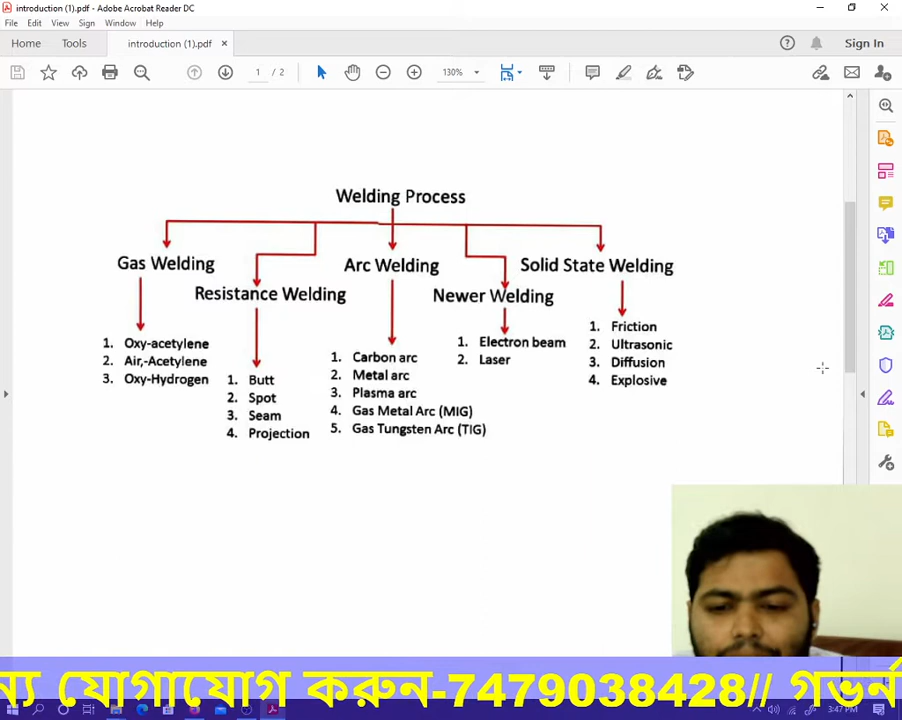 introduction (1).pdf - Adobe Acrobat Reader DC
File Edit View Sign Window Help
Home Tools introduction (1).pdf × Sign In
1 / 2 130%
Welding Process
Gas Welding
Arc Welding
Solid State Welding
Resistance Welding
Newer Welding
1. Oxy-acetylene
2. Air,-Acetylene
3. Oxy-Hydrogen
1. Butt
2. Spot
3. Seam
4. Projection
1. Carbon arc
2. Metal arc
3. Plasma arc
4. Gas Metal Arc (MIG)
5. Gas Tungsten Arc (TIG)
1. Electron beam
2. Laser
1. Friction
2. Ultrasonic
3. Diffusion
4. Explosive
ন্য যোগাযোগ করুন-7479038428// গভর্ন
3:47 PM